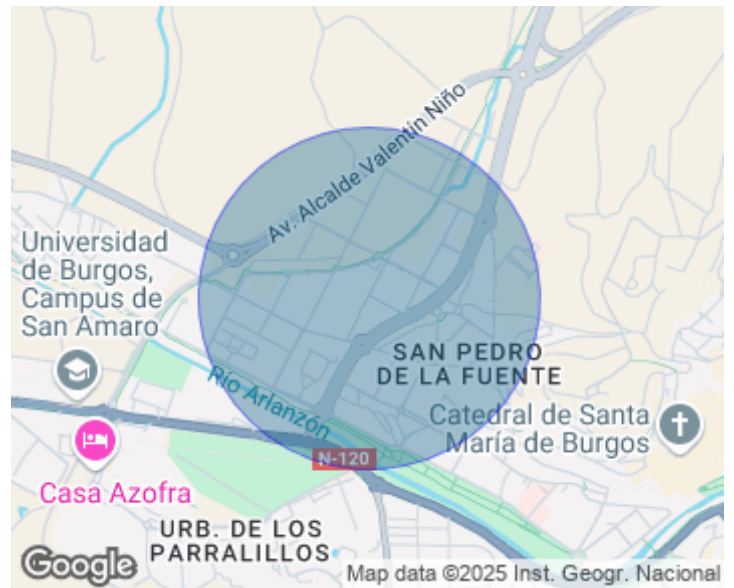 Av. Alcalde Valentín Niño
Universidad
de Burgos,
Campus de
San Amaro
SAN PEDRO
DE LA FUENTE
Río Arlanzón
Catedral de Santa
María de Burgos
N-120
Casa Azofra
URB. DE LOS
PARRALILLOS
Google
Map data ©2025 Inst. Geogr. Nacional